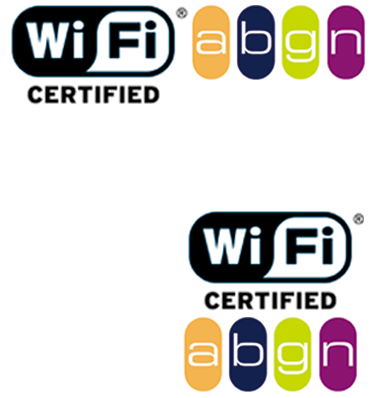 Wi Fi ® a b g n
CERTIFIED
Wi Fi ®
CERTIFIED
a b g n